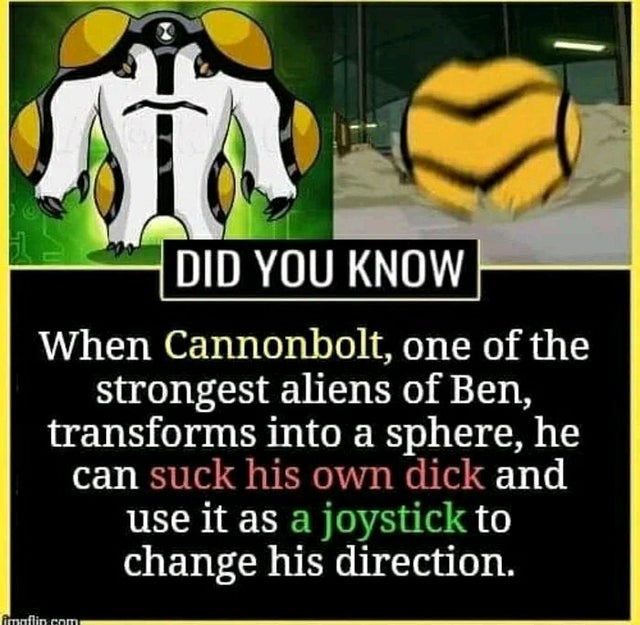 DID YOU KNOW
When Cannonbolt, one of the
strongest aliens of Ben,
transforms into a sphere, he
can suck his own dick and
use it as a joystick to
change his direction.
imgflip.com